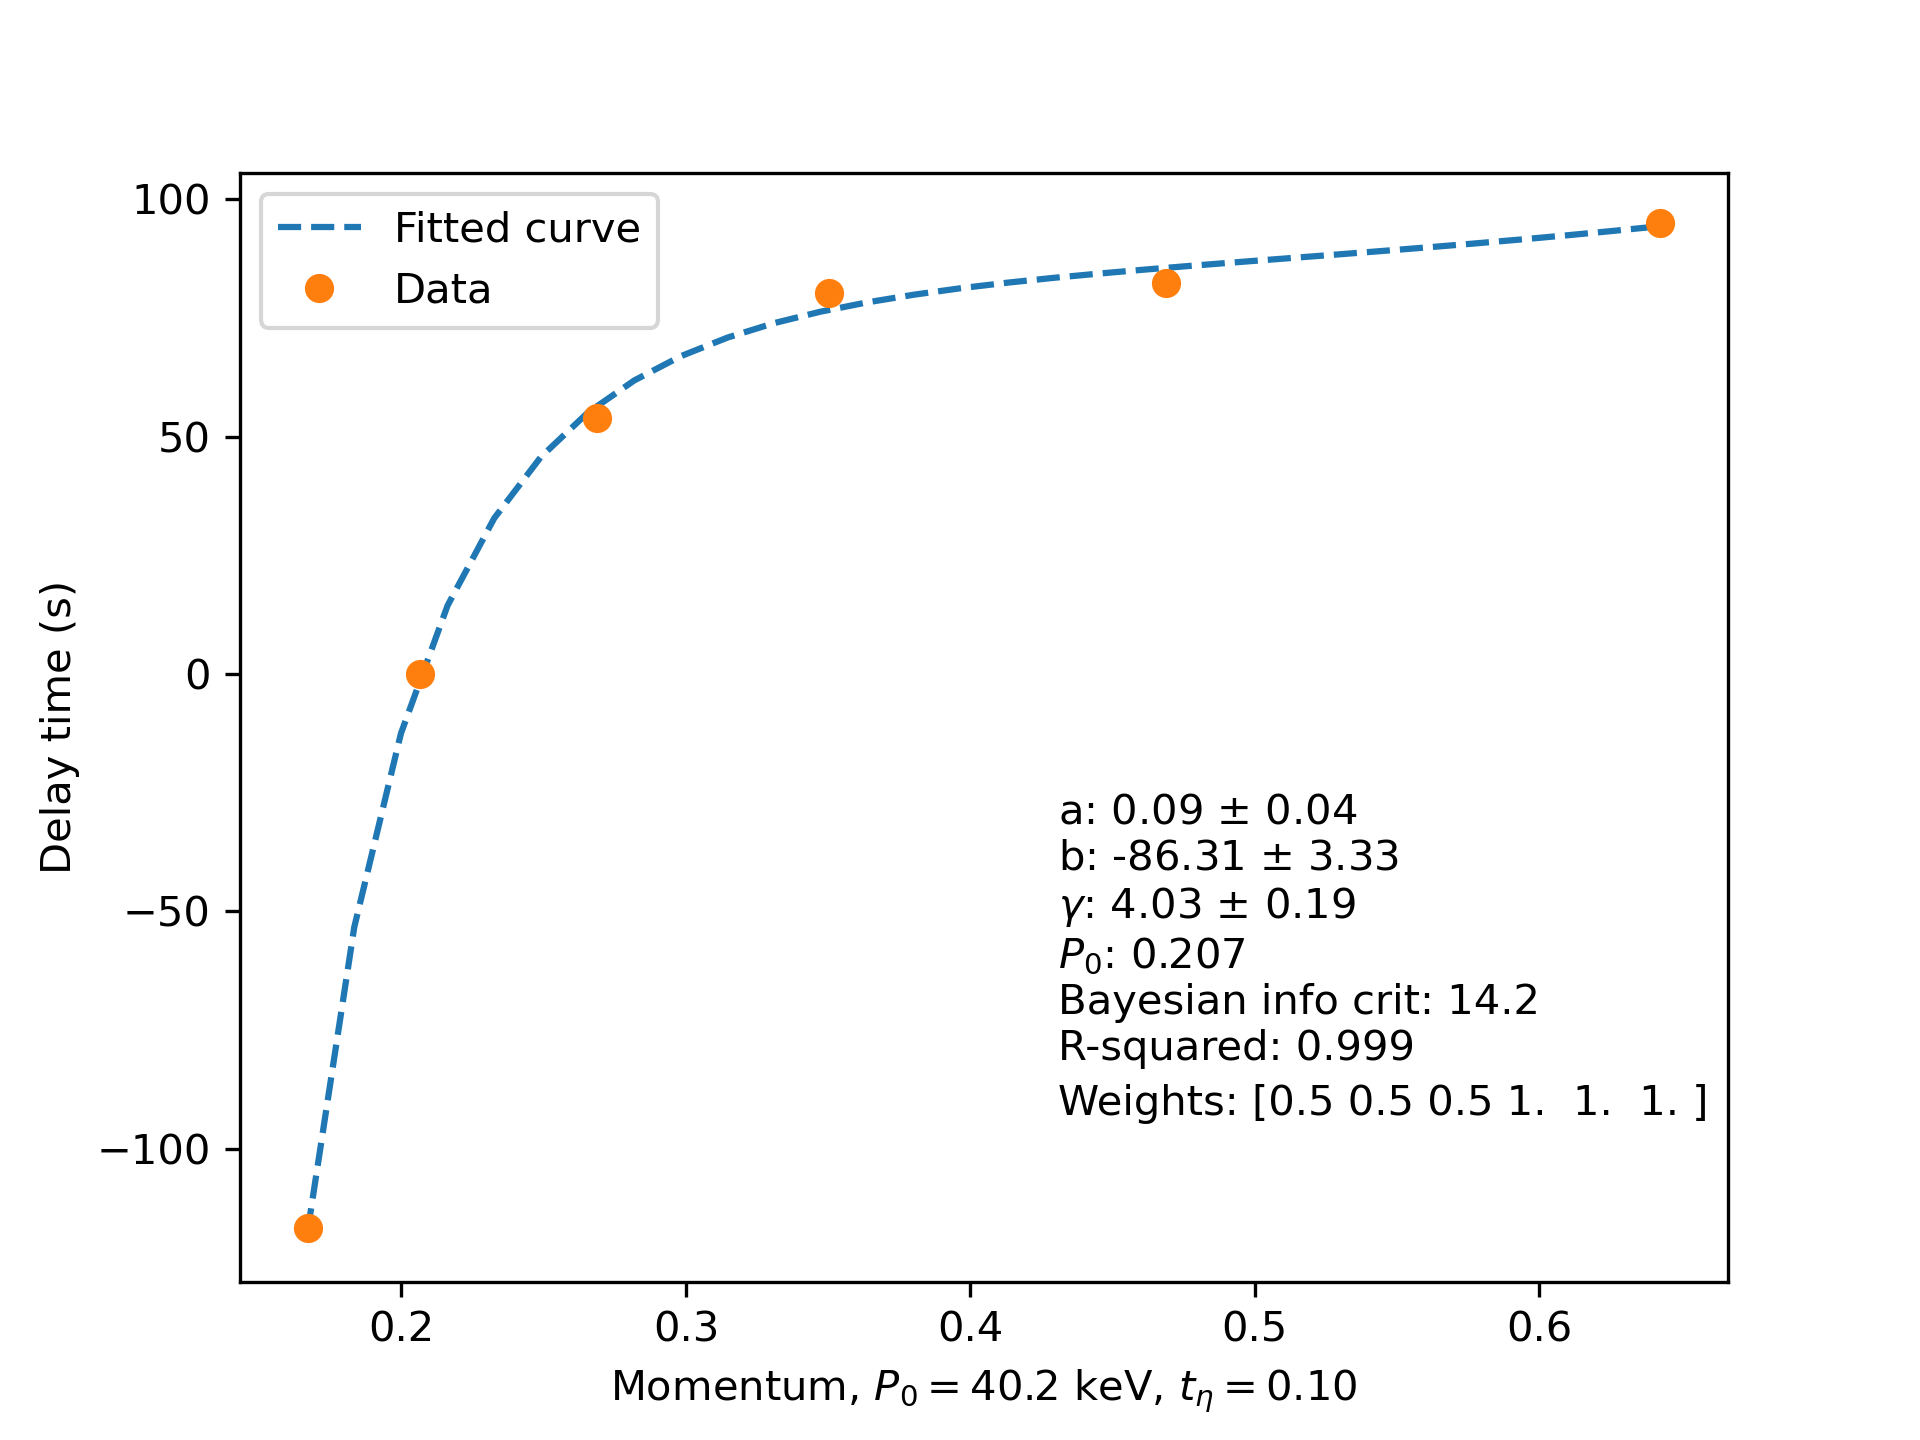 Fitted curve
Data
100
50
0
−50
−100
Delay time (s)
a: 0.09 ± 0.04
b: -86.31 ± 3.33
γ: 4.03 ± 0.19
P₀: 0.207
Bayesian info crit: 14.2
R-squared: 0.999
Weights: [0.5 0.5 0.5 1.  1.  1. ]
0.2 0.3 0.4 0.5 0.6
Momentum, P₀ = 40.2 keV, tη = 0.10